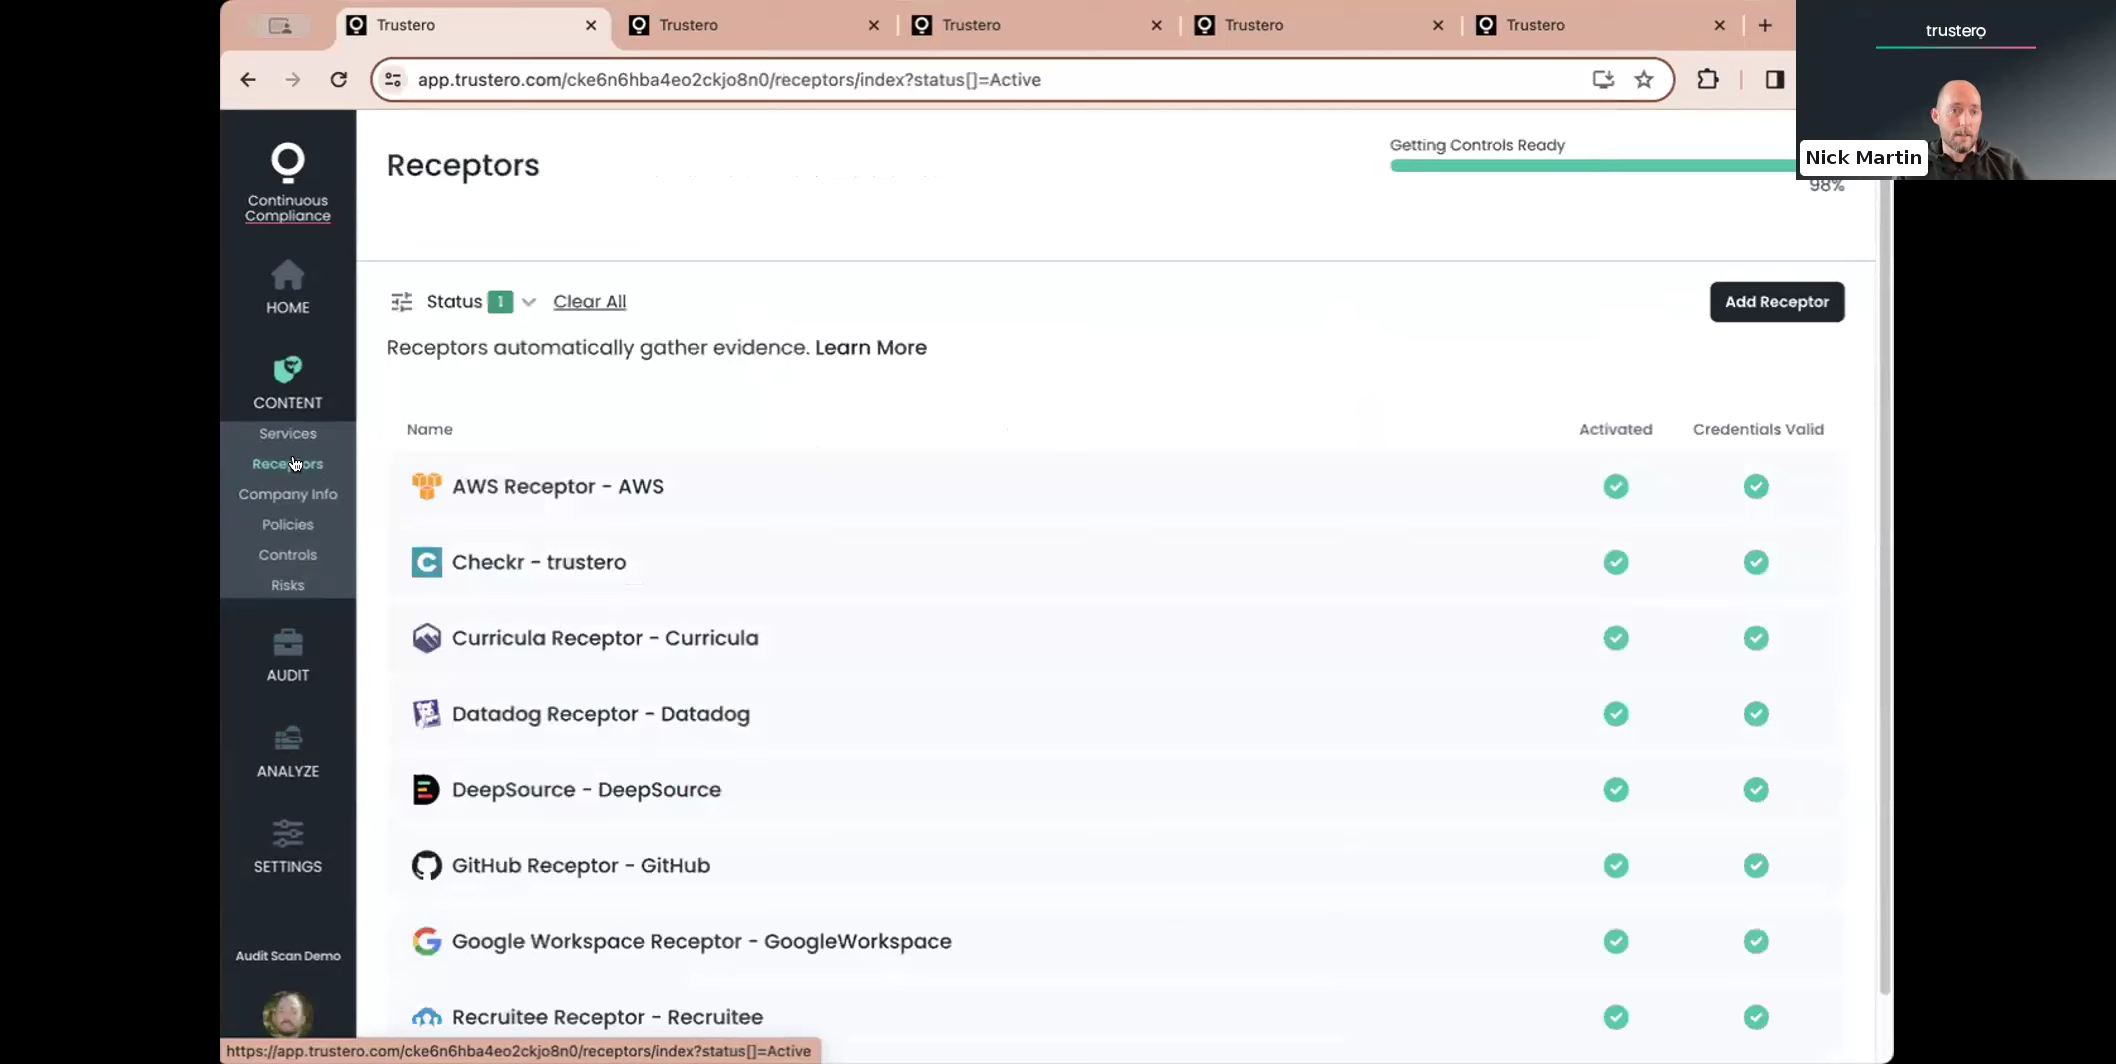 Trustero
Trustero
Trustero
Trustero
Trustero
app.trustero.com/cke6n6hba4eo2ckjo8n0/receptors/index?status[]=Active
trustero
Nick Martin
Continuous
Compliance
HOME
CONTENT
Services
Receptors
Company Info
Policies
Controls
Risks
AUDIT
ANALYZE
SETTINGS
Audit Scan Demo
Receptors
Getting Controls Ready
98%
Status 1
Clear All
Add Receptor
Receptors automatically gather evidence. Learn More
Name Activated Credentials Valid
AWS Receptor - AWS
Checkr - trustero
Curricula Receptor - Curricula
Datadog Receptor - Datadog
DeepSource - DeepSource
GitHub Receptor - GitHub
Google Workspace Receptor - GoogleWorkspace
Recruitee Receptor - Recruitee
https://app.trustero.com/cke6n6hba4eo2ckjo8n0/receptors/index?status[]=Active